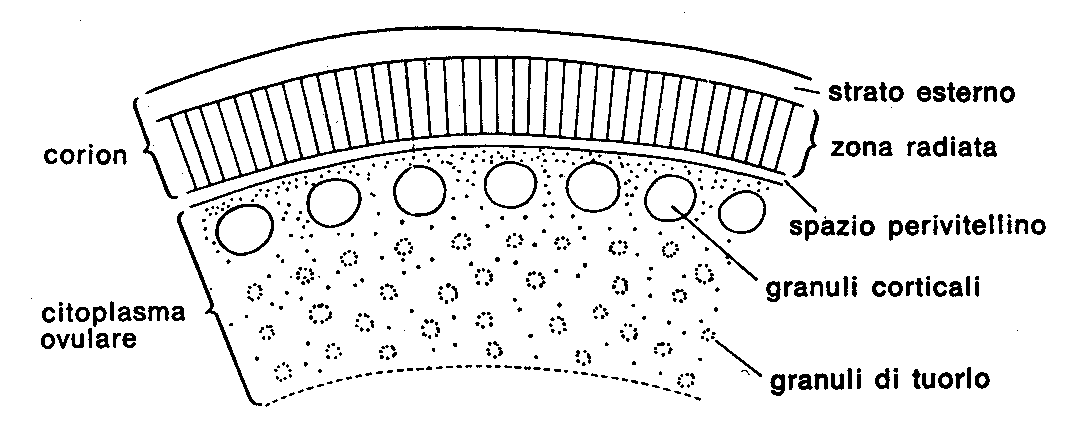 strato esterno
corion
zona radiata
spazio perivitellino
granuli corticali
citoplasma
ovulare
granuli di tuorlo